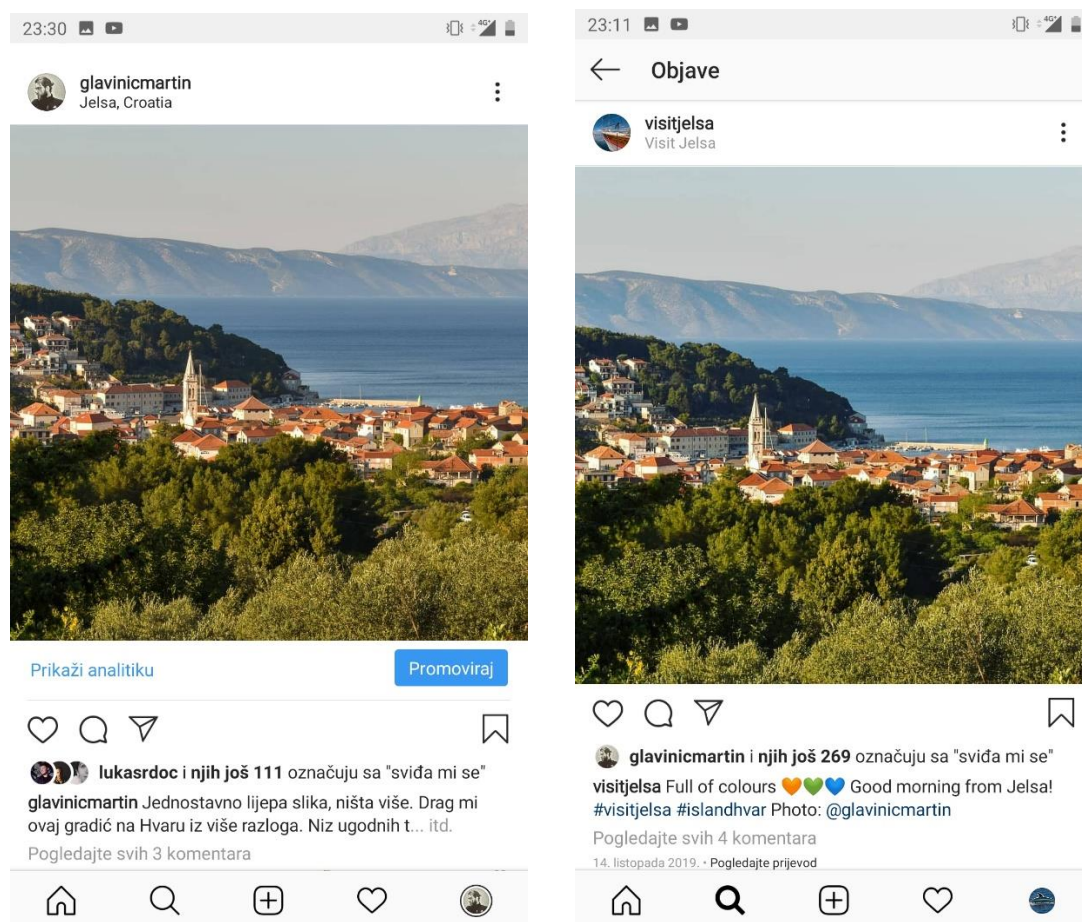 23:30
4G+
glavinicmartin
Jelsa, Croatia
Prikaži analitiku
Promoviraj
lukasrdoc i njih još 111 označuju sa "sviđa mi se"
glavinicmartin Jednostavno lijepa slika, ništa više. Drag mi
ovaj gradić na Hvaru iz više razloga. Niz ugodnih t... itd.
Pogledajte svih 3 komentara
23:11
4G+
Objave
visitjelsa
Visit Jelsa
glavinicmartin i njih još 269 označuju sa "sviđa mi se"
visitjelsa Full of colours 🧡💚💙 Good morning from Jelsa!
#visitjelsa #islandhvar Photo: @glavinicmartin
Pogledajte svih 4 komentara
14. listopada 2019. • Pogledajte prijevod